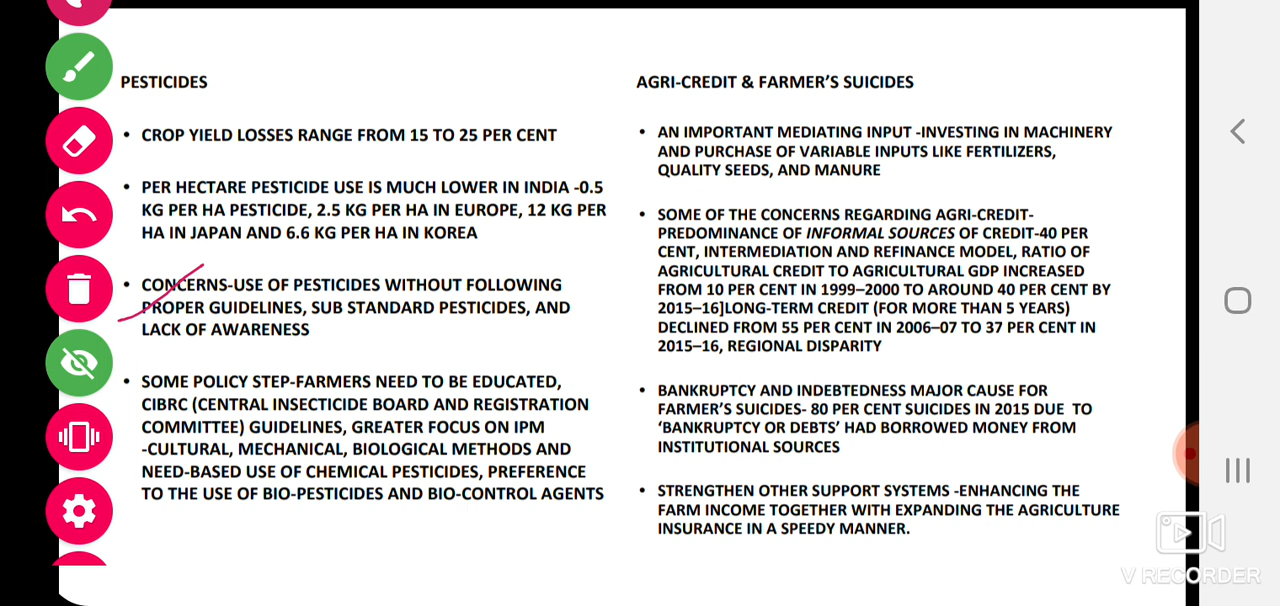 PESTICIDES
• CROP YIELD LOSSES RANGE FROM 15 TO 25 PER CENT
• PER HECTARE PESTICIDE USE IS MUCH LOWER IN INDIA -0.5
KG PER HA PESTICIDE, 2.5 KG PER HA IN EUROPE, 12 KG PER
HA IN JAPAN AND 6.6 KG PER HA IN KOREA
• CONCERNS-USE OF PESTICIDES WITHOUT FOLLOWING
PROPER GUIDELINES, SUB STANDARD PESTICIDES, AND
LACK OF AWARENESS
• SOME POLICY STEP-FARMERS NEED TO BE EDUCATED,
CIBRC (CENTRAL INSECTICIDE BOARD AND REGISTRATION
COMMITTEE) GUIDELINES, GREATER FOCUS ON IPM
-CULTURAL, MECHANICAL, BIOLOGICAL METHODS AND
NEED-BASED USE OF CHEMICAL PESTICIDES, PREFERENCE
TO THE USE OF BIO-PESTICIDES AND BIO-CONTROL AGENTS
AGRI-CREDIT & FARMER'S SUICIDES
• AN IMPORTANT MEDIATING INPUT -INVESTING IN MACHINERY
AND PURCHASE OF VARIABLE INPUTS LIKE FERTILIZERS,
QUALITY SEEDS, AND MANURE
• SOME OF THE CONCERNS REGARDING AGRI-CREDIT-
PREDOMINANCE OF INFORMAL SOURCES OF CREDIT-40 PER
CENT, INTERMEDIATION AND REFINANCE MODEL, RATIO OF
AGRICULTURAL CREDIT TO AGRICULTURAL GDP INCREASED
FROM 10 PER CENT IN 1999–2000 TO AROUND 40 PER CENT BY
2015–16]LONG-TERM CREDIT (FOR MORE THAN 5 YEARS)
DECLINED FROM 55 PER CENT IN 2006–07 TO 37 PER CENT IN
2015–16, REGIONAL DISPARITY
• BANKRUPTCY AND INDEBTEDNESS MAJOR CAUSE FOR
FARMER'S SUICIDES- 80 PER CENT SUICIDES IN 2015 DUE TO
'BANKRUPTCY OR DEBTS' HAD BORROWED MONEY FROM
INSTITUTIONAL SOURCES
• STRENGTHEN OTHER SUPPORT SYSTEMS -ENHANCING THE
FARM INCOME TOGETHER WITH EXPANDING THE AGRICULTURE
INSURANCE IN A SPEEDY MANNER.
V RECORDER